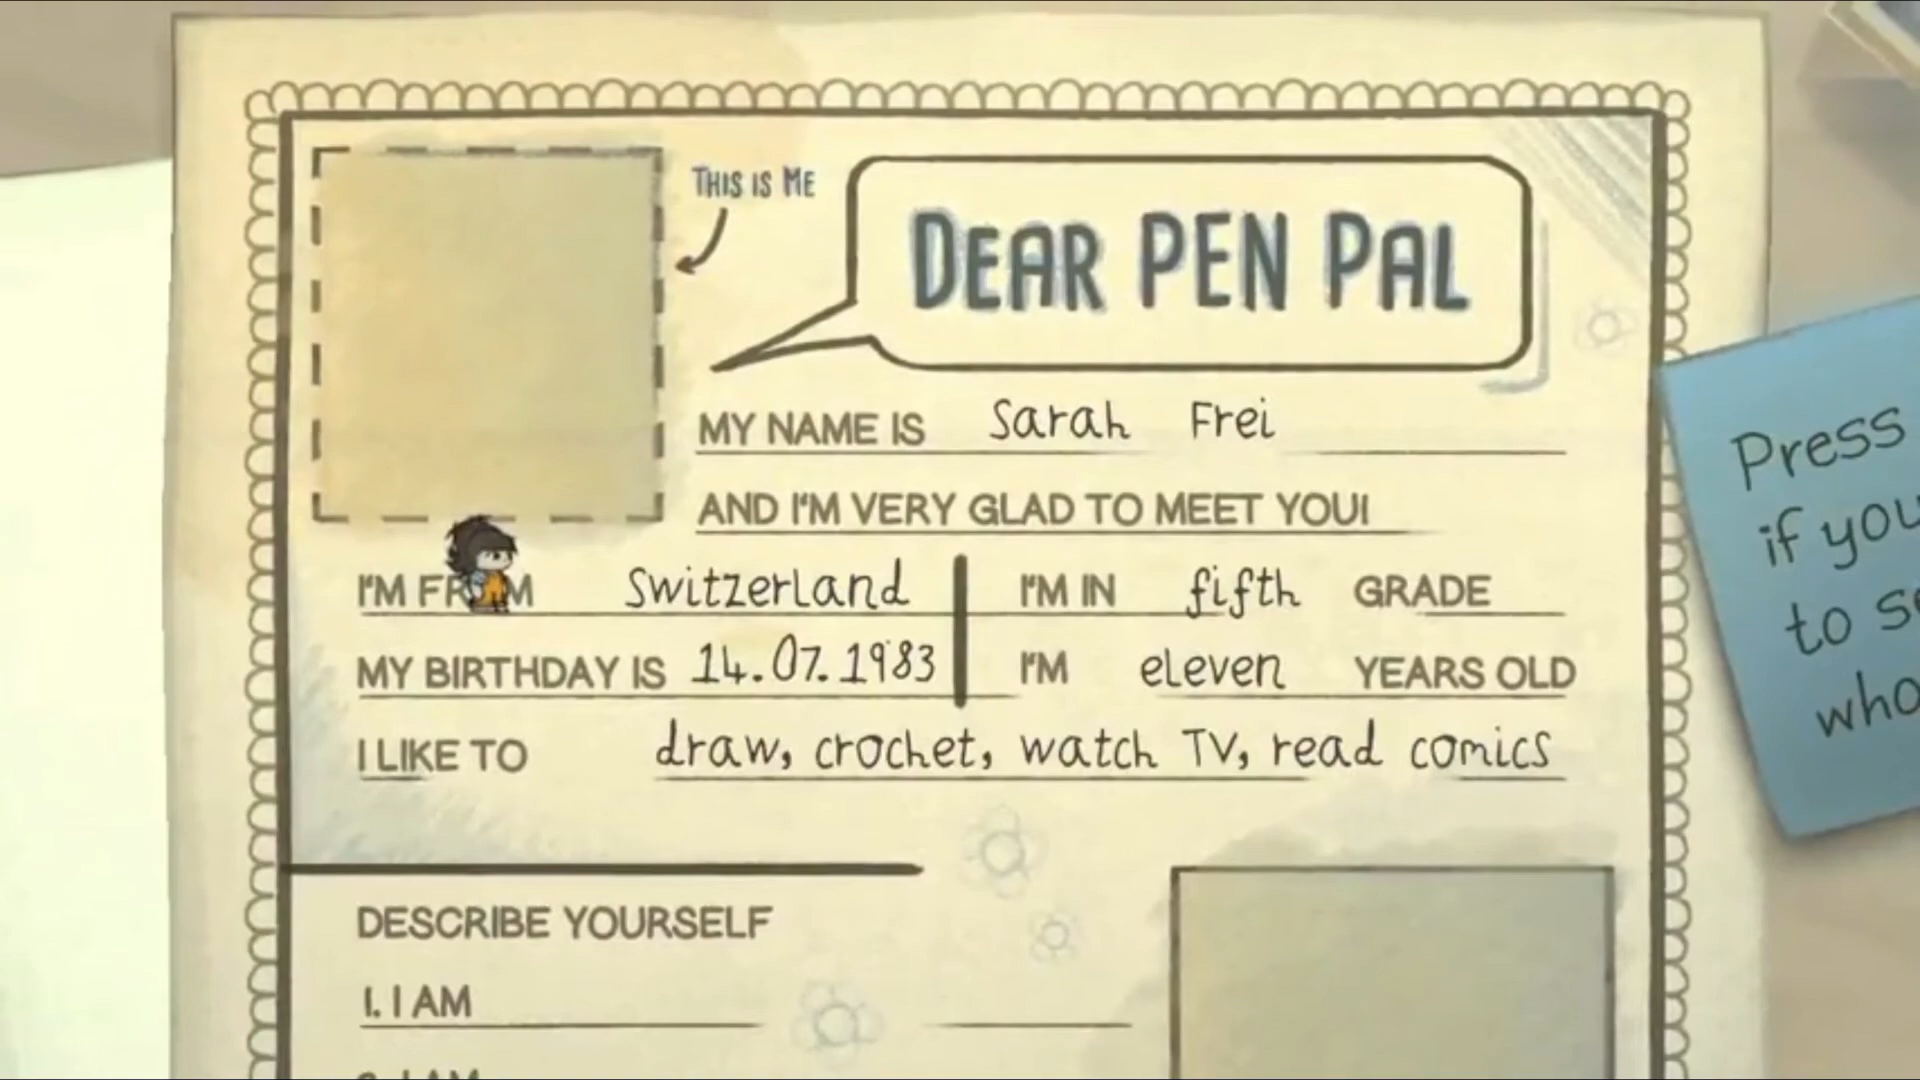 THIS IS ME
DEAR PEN PAL
MY NAME IS Sarah Frei
AND I'M VERY GLAD TO MEET YOU!
I'M FROM Switzerland I'M IN fifth GRADE
MY BIRTHDAY IS 14.07.1983 I'M eleven YEARS OLD
I LIKE TO draw, crochet, watch TV, read comics
DESCRIBE YOURSELF
1. I AM
I AM
Press
if you
to
who